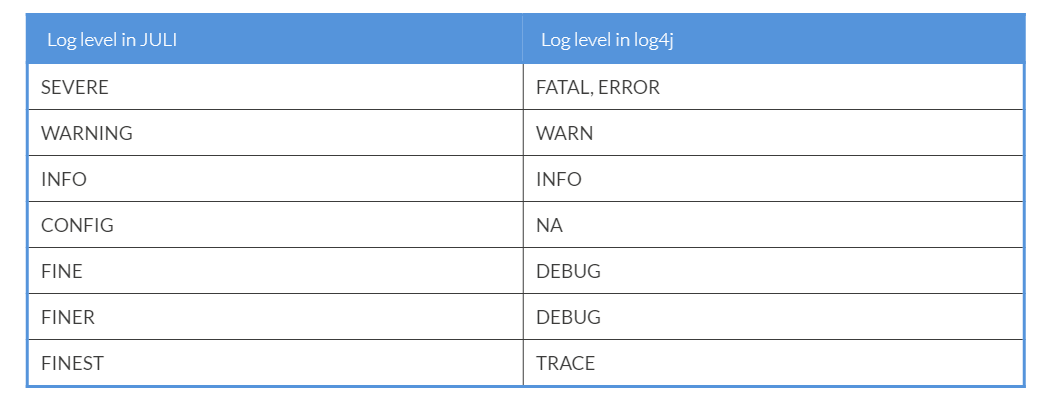 Log level in JULI Log level in log4j
SEVERE FATAL, ERROR
WARNING WARN
INFO INFO
CONFIG NA
FINE DEBUG
FINER DEBUG
FINEST TRACE